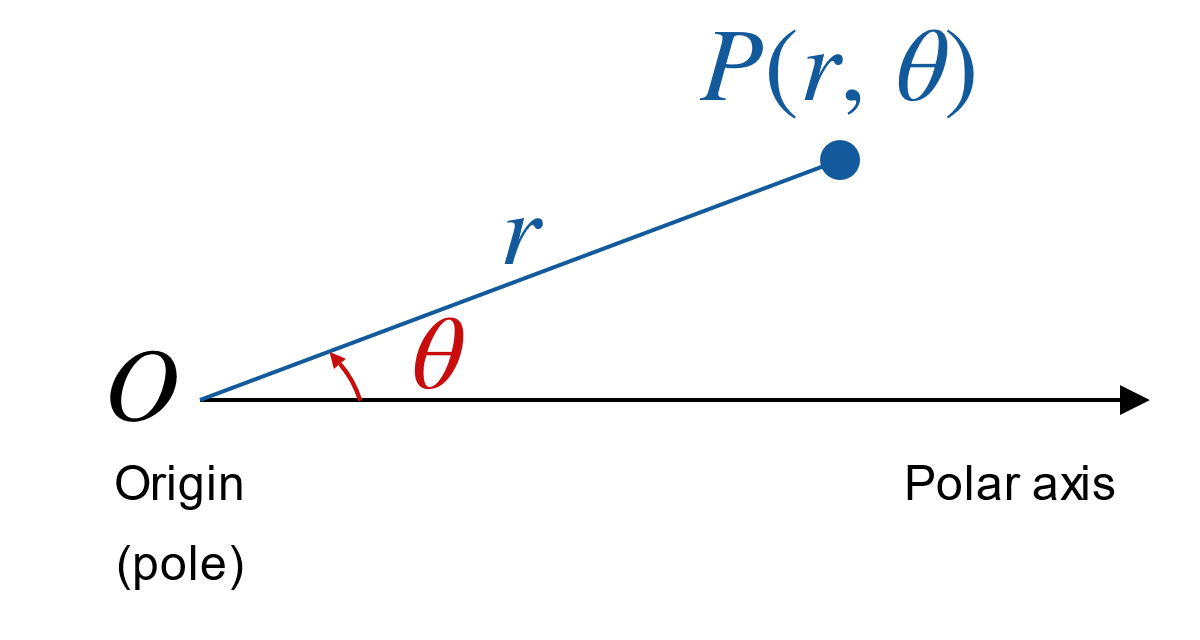 P(r, θ)
r
θ
O
Origin
(pole)
Polar axis